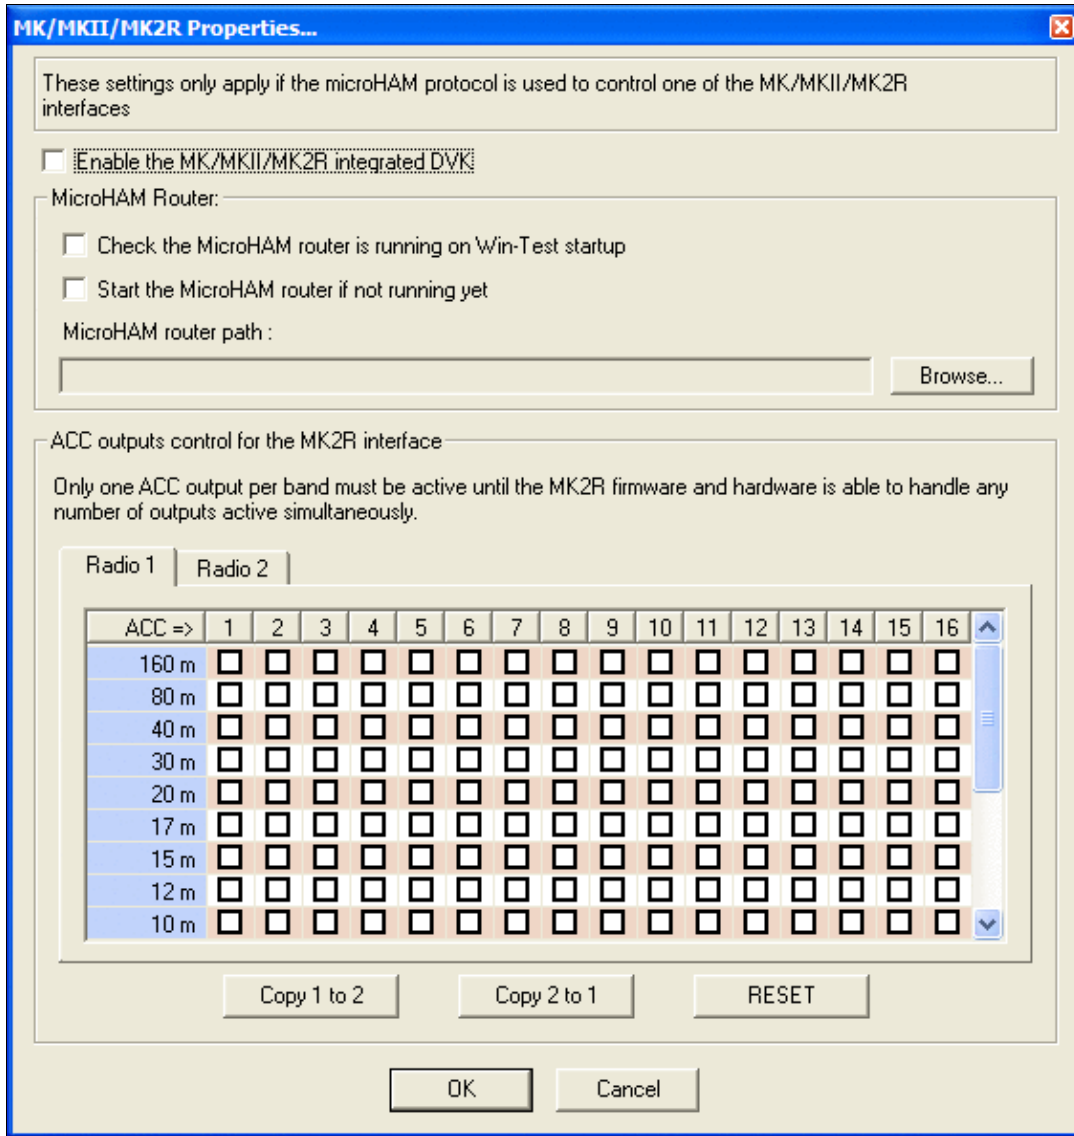 MK/MKII/MK2R Properties...
These settings only apply if the microHAM protocol is used to control one of the MK/MKII/MK2R
interfaces
Enable the MK/MKII/MK2R integrated DVK
MicroHAM Router:
Check the MicroHAM router is running on Win-Test startup
Start the MicroHAM router if not running yet
MicroHAM router path :
Browse...
ACC outputs control for the MK2R interface
Only one ACC output per band must be active until the MK2R firmware and hardware is able to handle any
number of outputs active simultaneously.
Radio 1 Radio 2
ACC => 1 2 3 4 5 6 7 8 9 10 11 12 13 14 15 16
160 m
80 m
40 m
30 m
20 m
17 m
15 m
12 m
10 m
Copy 1 to 2 Copy 2 to 1 RESET
OK Cancel